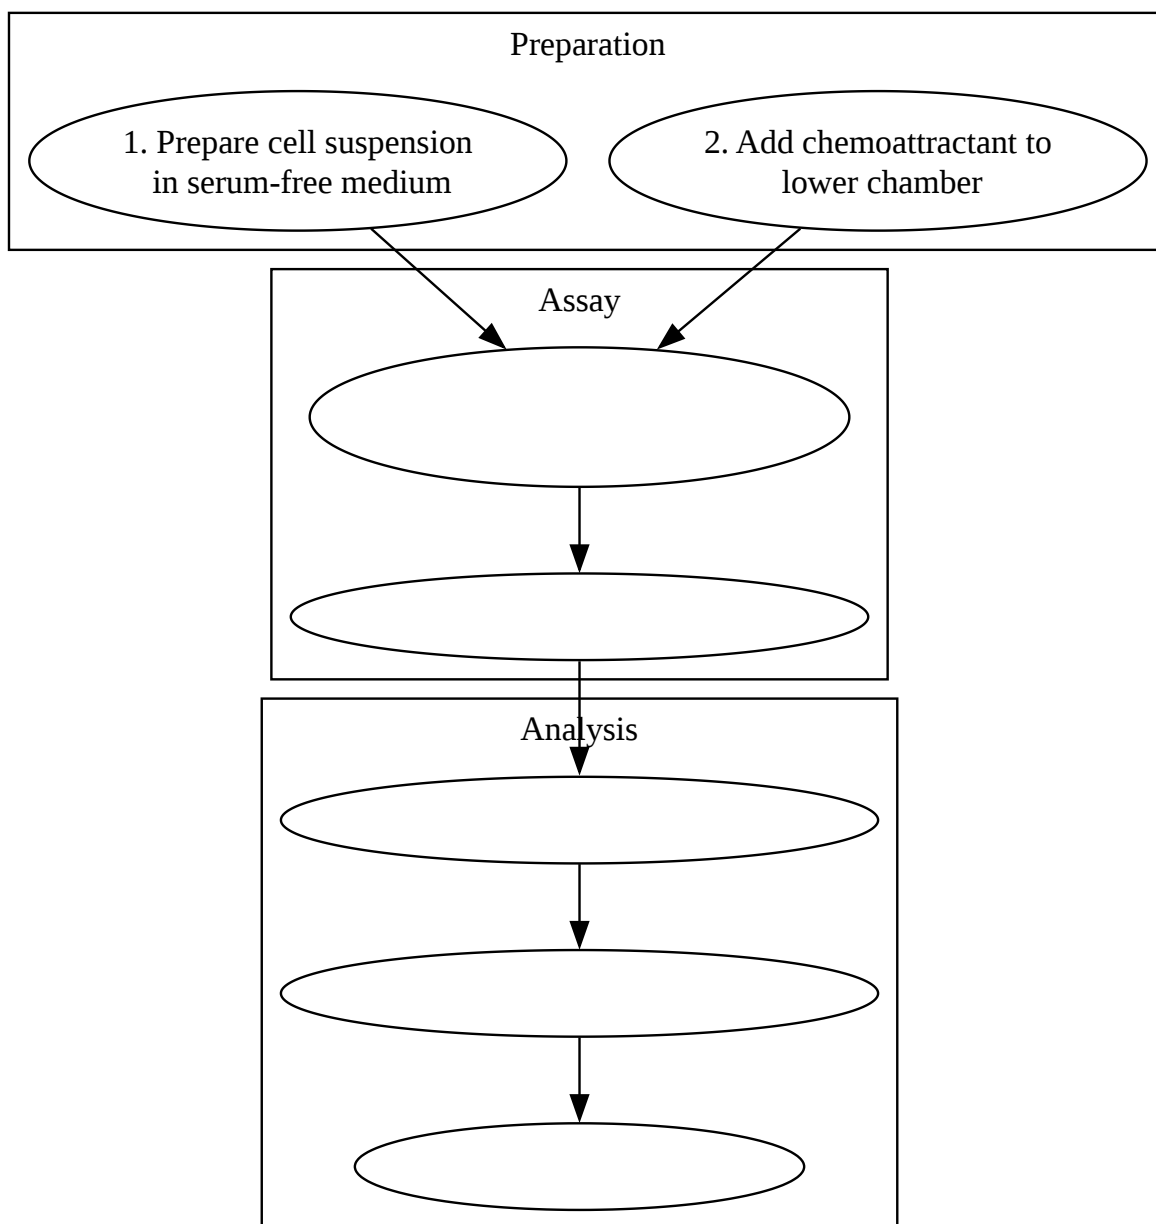 Preparation
1. Prepare cell suspension
in serum-free medium
2. Add chemoattractant to
lower chamber
Assay
Analysis